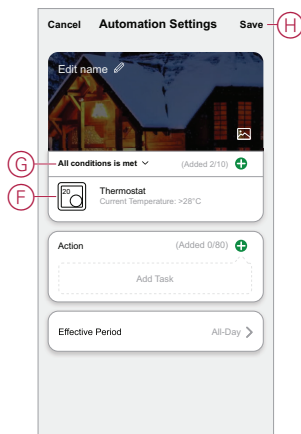 Cancel Automation Settings Save
H
Edit name
G
All conditions is met (Added 2/10)
F
20
Thermostat
Current Temperature: >28°C
Action (Added 0/80)
Add Task
Effective Period All-Day